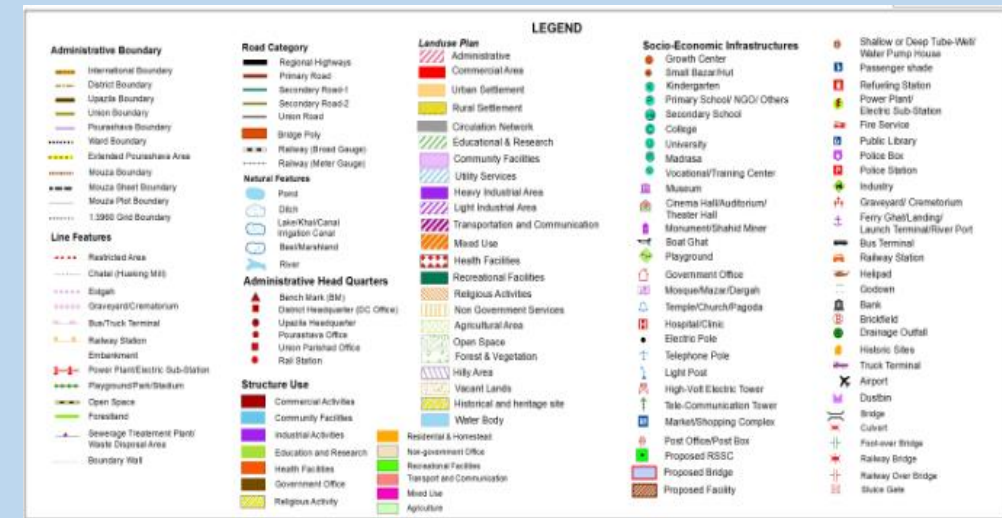 LEGEND
Administrative Boundary
International Boundary
District Boundary
Upazila Boundary
Union Boundary
Pourashava Boundary
Ward Boundary
Extended Pourashava Area
Mouza Boundary
Mouza Sheet Boundary
Mouza Plot Boundary
1:3960 Grid Boundary
Line Features
Restricted Area
Chatal (Husking Mill)
Eidgah
Graveyard/Crematorium
Bus/Truck Terminal
Railway Station
Embankment
Power Plant/Electric Sub-Station
Playground/Park/Stadium
Open Space
Forestland
Sewerage Treatement Plant/
Waste Disposal Area
Boundary Wall
Road Category
Regional Highways
Primary Road
Secondary Road-1
Secondary Road-2
Union Road
Bridge Poly
Railway (Broad Gauge)
Railway (Meter Gauge)
Natural Features
Pond
Ditch
Lake/Khal/Canal
Irrigation Canal
Beel/Marshland
River
Administrative Head Quarters
Bench Mark (BM)
District Headquarter (DC Office)
Upazila Headquarter
Pourashava Office
Union Parishad Office
Rail Station
Structure Use
Commercial Activities
Community Facilities
Industrial Activities
Education and Research
Health Facilities
Government Office
Religious Activity
Residential & Homestead
Non-government Office
Recreational Facilities
Transport and Communication
Mixed Use
Agriculture
Landuse Plan
Administrative
Commercial Area
Urban Settlement
Rural Settlement
Circulation Network
Educational & Research
Community Facilities
Utility Services
Heavy Industrial Area
Light Industrial Area
Transportation and Communication
Mixed Use
Health Facilities
Recreational Facilities
Religious Activities
Non Government Services
Agricultural Area
Open Space
Forest & Vegetation
Hilly Area
Vacant Lands
Historical and heritage site
Water Body
Socio-Economic Infrastructures
Growth Center
Small Bazar/Hut
Kindergarten
Primary School/ NGO/ Others
Secondary School
College
University
Madrasa
Vocational/Training Center
Museum
Cinema Hall/Auditorium/
Theater Hall
Monument/Shahid Miner
Boat Ghat
Playground
Government Office
Mosque/Mazar/Dargah
Temple/Church/Pagoda
Hospital/Clinic
Electric Pole
Telephone Pole
Light Post
High-Volt Electric Tower
Tele-Communication Tower
Market/Shopping Complex
Post Office/Post Box
Proposed RSSC
Proposed Bridge
Proposed Facility
Shallow or Deep Tube-Well/
Water Pump House
Passenger shade
Refueling Station
Power Plant/
Electric Sub-Station
Fire Service
Public Library
Police Box
Police Station
Industry
Graveyard/ Cremetorium
Ferry Ghat/Landing/
Launch Terminal/River Port
Bus Terminal
Railway Station
Helipad
Godown
Bank
Brickfield
Drainage Outfall
Historic Sites
Truck Terminal
Airport
Dustbin
Bridge
Culvert
Foot-over Bridge
Railway Bridge
Railway Over Bridge
Sluice Gate